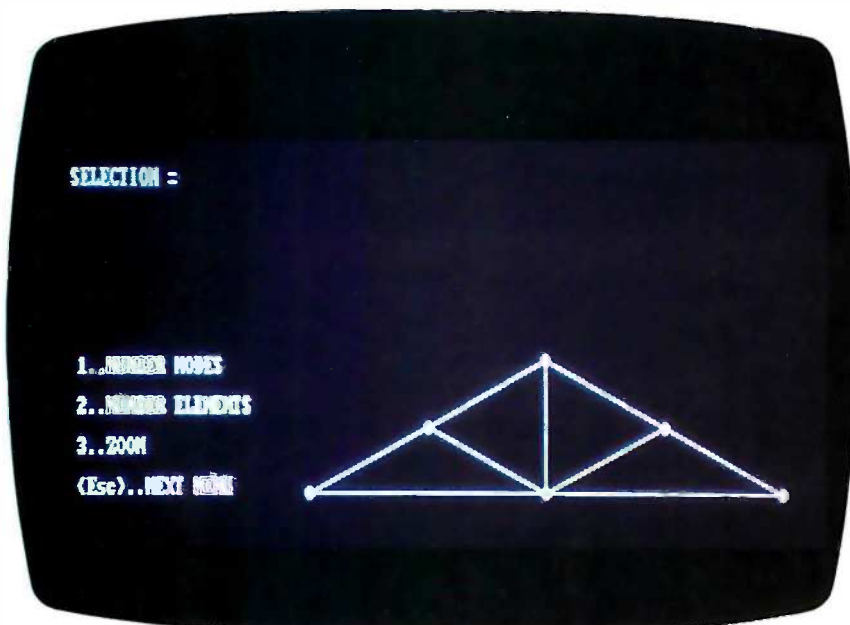 SELECTION =
1..NUMBER NODES
2..NUMBER ELEMENTS
3..ZOOM
<Esc>..NEXT MENU